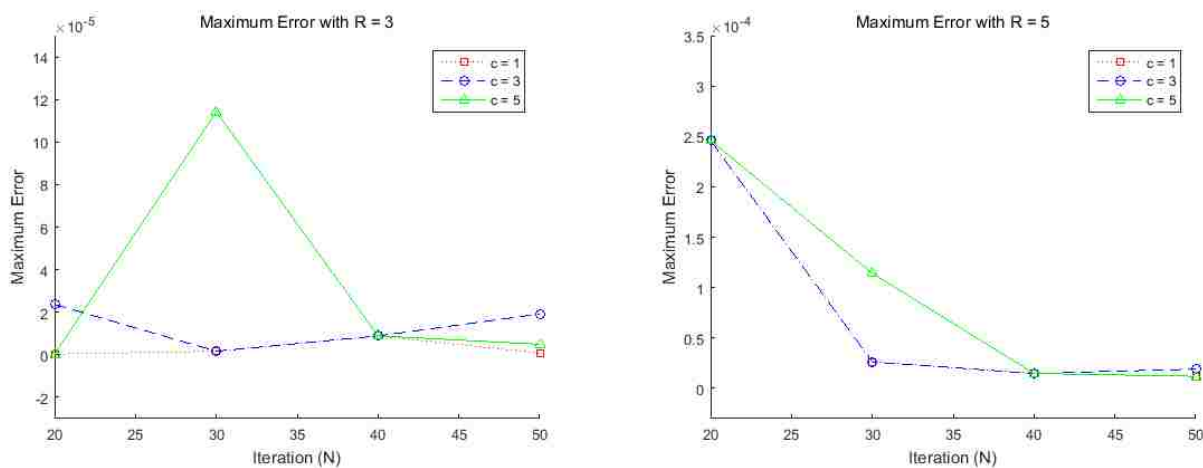 Maximum Error with R = 3
×10-5
14
12
10
8
6
4
2
0
-2
20 25 30 35 40 45 50
Maximum Error
Iteration (N)
c = 1
c = 3
c = 5
Maximum Error with R = 5
×10-4
3.5
3
2.5
2
1.5
1
0.5
0
20 25 30 35 40 45 50
Maximum Error
Iteration (N)
c = 1
c = 3
c = 5